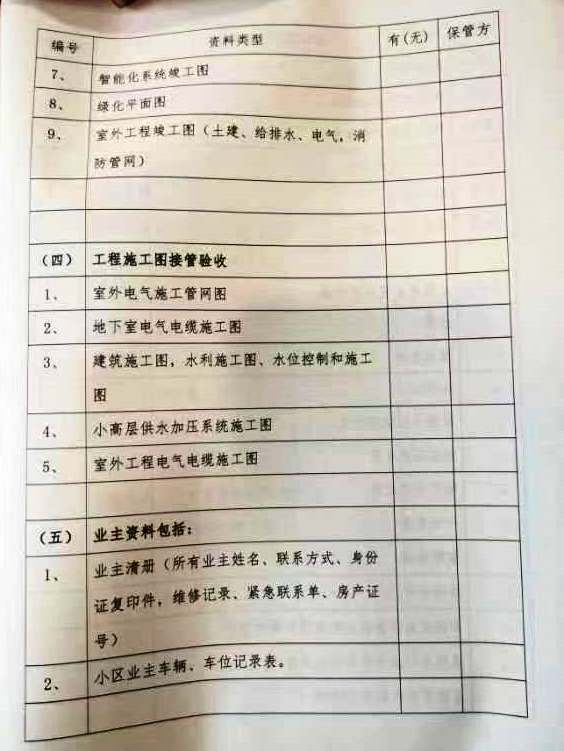 编号 资料类型 有(无) 保管方
7、 智能化系统竣工图
8、 绿化平面图
9、 室外工程竣工图（土建、给排水、电气，消
防管网）
（四） 工程施工图接管验收
1、 室外电气施工管网图
2、 地下室电气电缆施工图
3、 建筑施工图，水利施工图、水位控制和施工
图
4、 小高层供水加压系统施工图
5、 室外工程电气电缆施工图
（五） 业主资料包括：
1、 业主清册（所有业主姓名、联系方式、身份
证复印件，维修记录、紧急联系单、房产证
号）
2、 小区业主车辆、车位记录表。